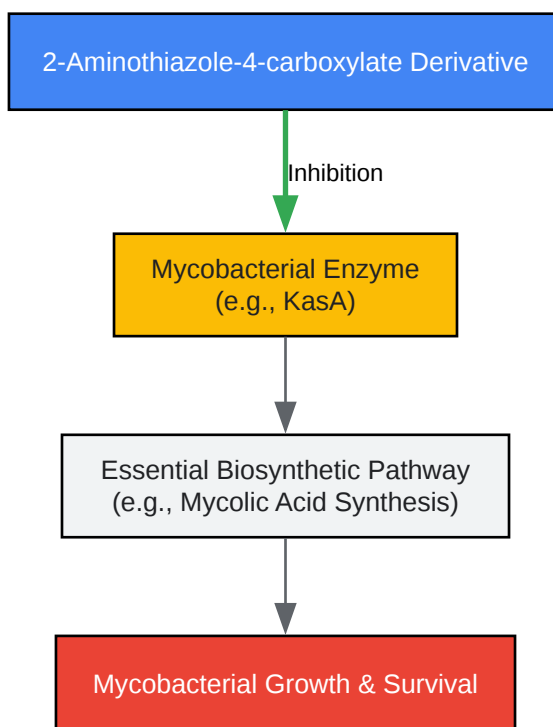 2-Aminothiazole-4-carboxylate Derivative
Inhibition
Mycobacterial Enzyme
(e.g., KasA)
Essential Biosynthetic Pathway
(e.g., Mycolic Acid Synthesis)
Mycobacterial Growth & Survival